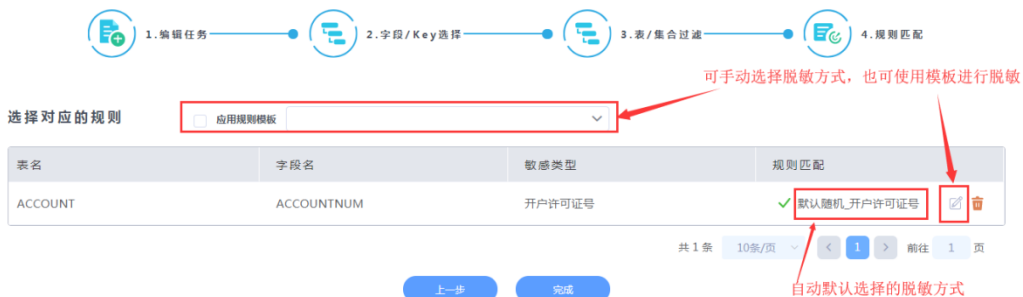 1.编辑任务
2.字段/Key选择
3.表/集合过滤
4.规则匹配
可手动选择脱敏方式，也可使用模板进行脱敏
选择对应的规则
应用规则模板
表名 字段名 敏感类型 规则匹配
ACCOUNT ACCOUNTNUM 开户许可证号 默认随机_开户许可证号
共 1 条 10条/页 1 前往 1 页
上一步 完成
自动默认选择的脱敏方式